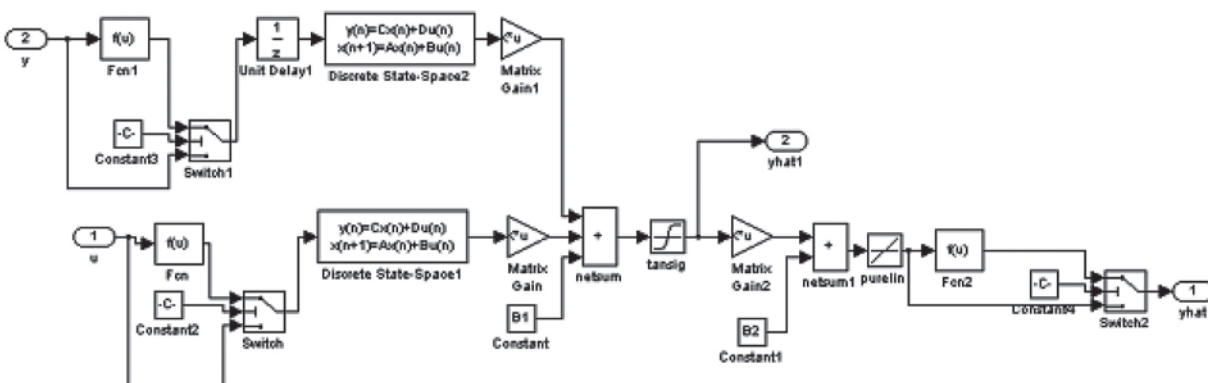 2
y
f(u)
Fcn1
-C-
Constant3
Switch1
1
z
Unit Delay1
y(n)=Cx(n)+Du(n)
x(n+1)=Ax(n)+Bu(n)
Discrete State-Space2
u
Matrix
Gain1
2
yhat1
1
u
f(u)
Fcn
-C-
Constant2
Switch
y(n)=Cx(n)+Du(n)
x(n+1)=Ax(n)+Bu(n)
Discrete State-Space1
u
Matrix
Gain
B1
Constant
+
netsum
tansig
u
Matrix
Gain2
B2
Constant1
+
netsum1
purelin
f(u)
Fcn2
-C-
Constant4
Switch2
1
yhat